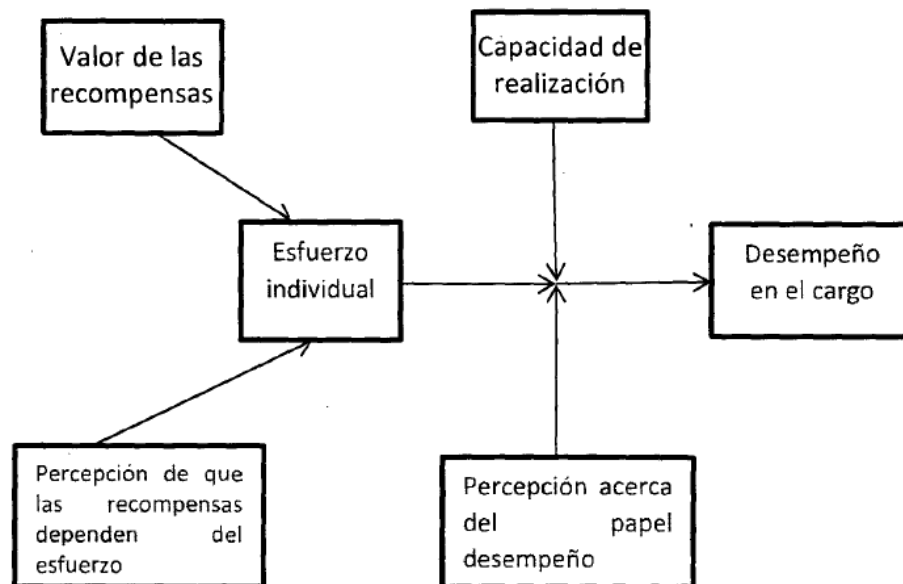 Valor de las
recompensas
Capacidad de
realización
Esfuerzo
individual
Desempeño
en el cargo
Percepción de que
las recompensas
dependen del
esfuerzo
Percepción acerca
del papel
desempeño